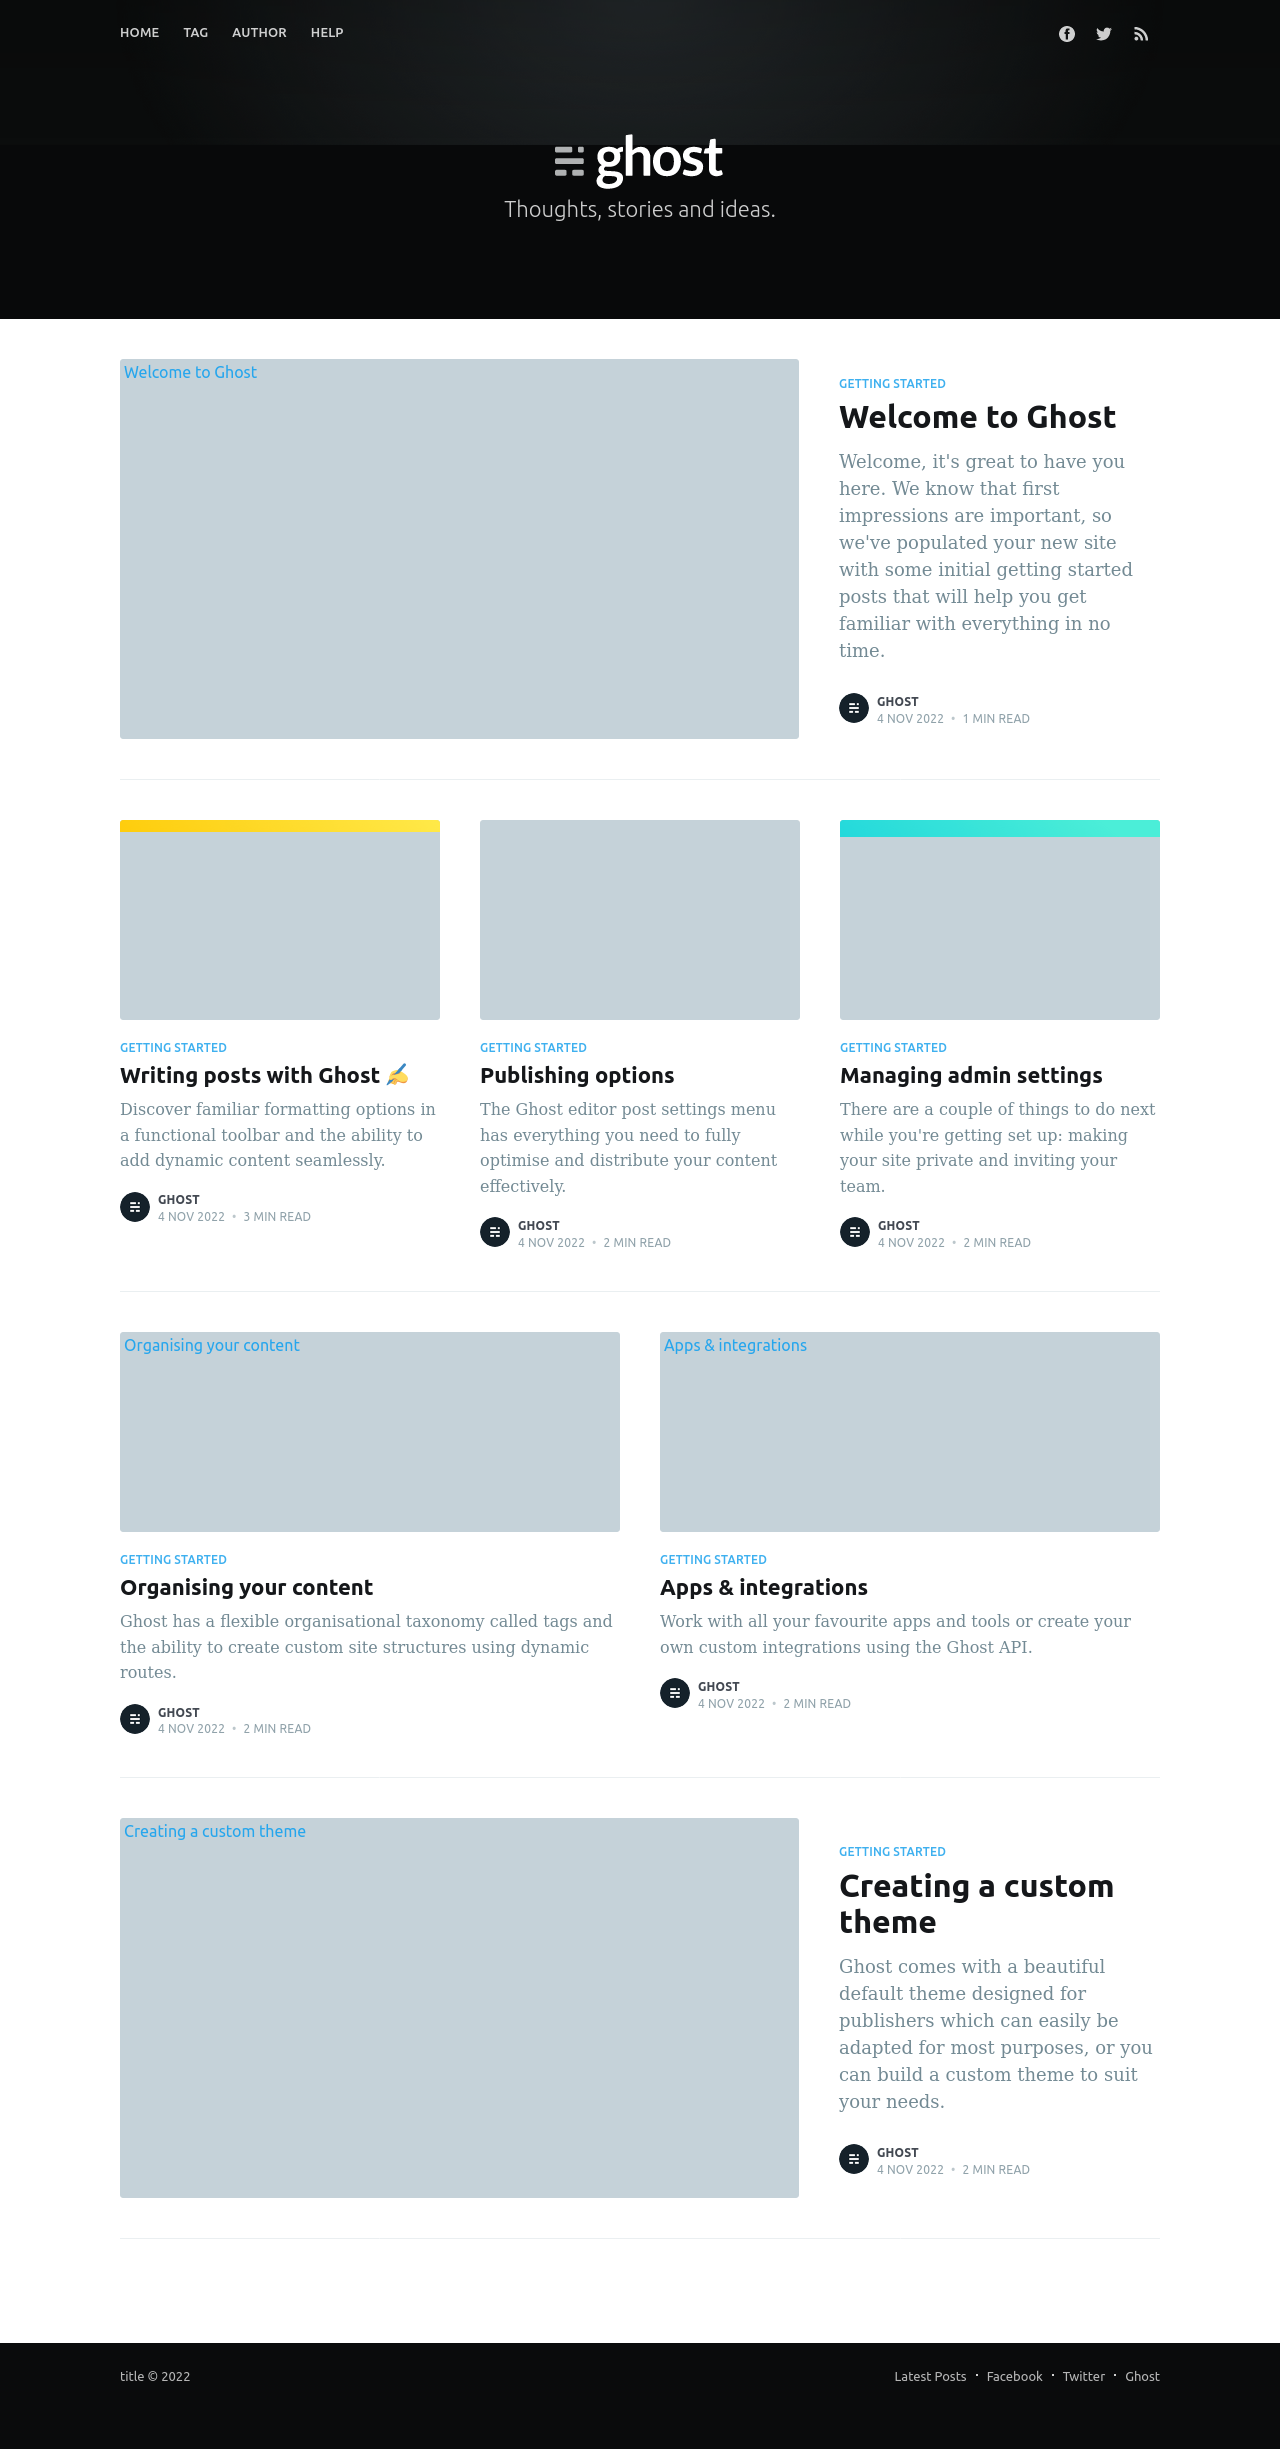 HOME TAG AUTHOR HELP
ghost
Thoughts, stories and ideas.
Welcome to Ghost
GETTING STARTED
Welcome to Ghost
Welcome, it's great to have you
here. We know that first
impressions are important, so
we've populated your new site
with some initial getting started
posts that will help you get
familiar with everything in no
time.
GHOST
4 NOV 2022 • 1 MIN READ
GETTING STARTED
Writing posts with Ghost ✍️
Discover familiar formatting options in
a functional toolbar and the ability to
add dynamic content seamlessly.
GHOST
4 NOV 2022 • 3 MIN READ
GETTING STARTED
Publishing options
The Ghost editor post settings menu
has everything you need to fully
optimise and distribute your content
effectively.
GHOST
4 NOV 2022 • 2 MIN READ
GETTING STARTED
Managing admin settings
There are a couple of things to do next
while you're getting set up: making
your site private and inviting your
team.
GHOST
4 NOV 2022 • 2 MIN READ
Organising your content
GETTING STARTED
Organising your content
Ghost has a flexible organisational taxonomy called tags and
the ability to create custom site structures using dynamic
routes.
GHOST
4 NOV 2022 • 2 MIN READ
Apps & integrations
GETTING STARTED
Apps & integrations
Work with all your favourite apps and tools or create your
own custom integrations using the Ghost API.
GHOST
4 NOV 2022 • 2 MIN READ
Creating a custom theme
GETTING STARTED
Creating a custom
theme
Ghost comes with a beautiful
default theme designed for
publishers which can easily be
adapted for most purposes, or you
can build a custom theme to suit
your needs.
GHOST
4 NOV 2022 • 2 MIN READ
title © 2022
Latest Posts · Facebook · Twitter · Ghost